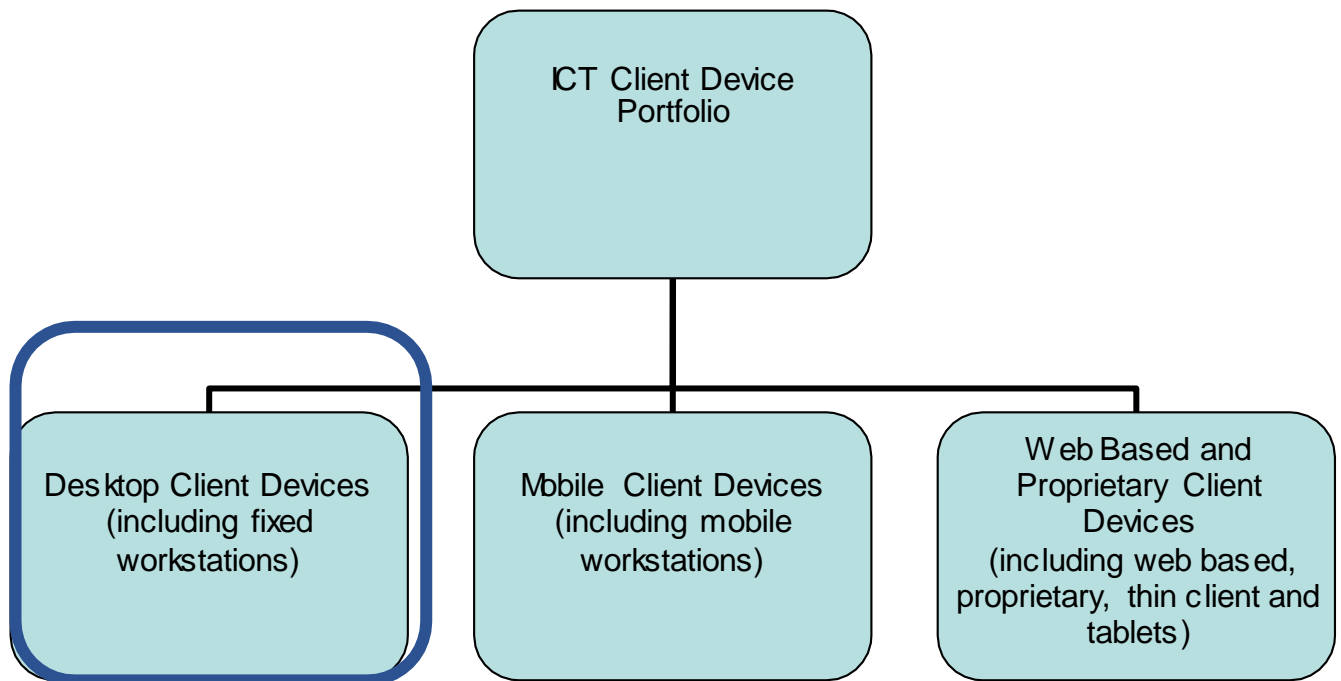 ICT Client Device
Portfolio
Desktop Client Devices
(including fixed
workstations)
Mobile Client Devices
(including mobile
workstations)
Web Based and
Proprietary Client
Devices
(including web based,
proprietary, thin client and
tablets)